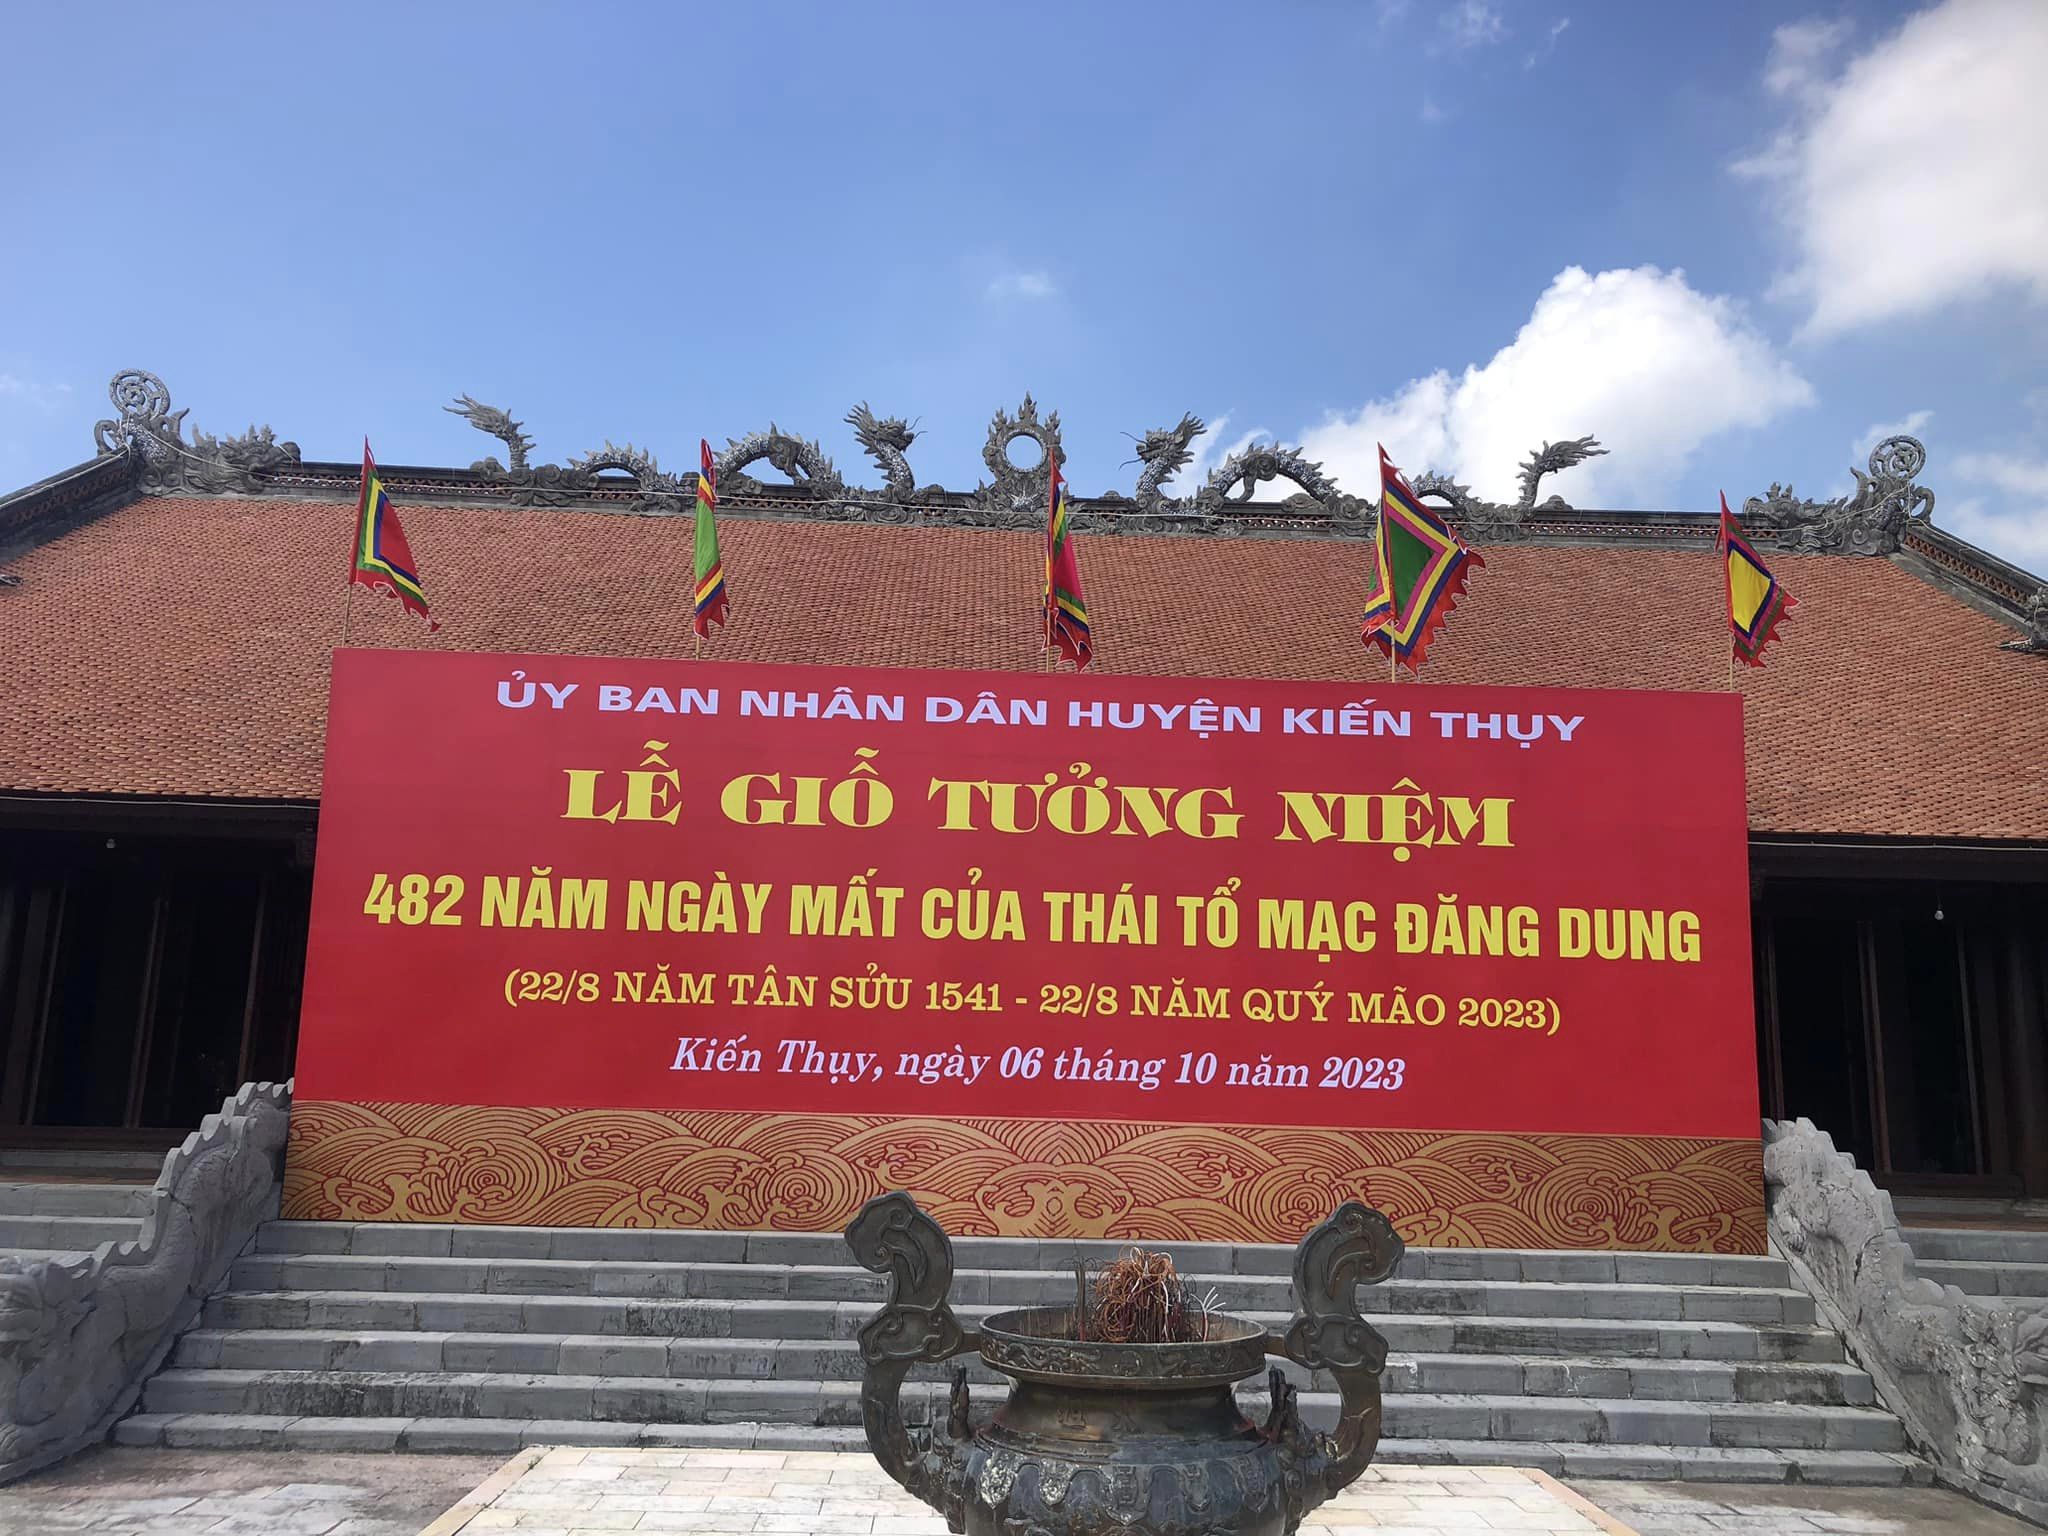 ỦY BAN NHÂN DÂN HUYỆN KIẾN THỤY
LỄ GIỖ TƯỞNG NIỆM
482 NĂM NGÀY MẤT CỦA THÁI TỔ MẠC ĐĂNG DUNG
(22/8 NĂM TÂN SỬU 1541 - 22/8 NĂM QUÝ MÃO 2023)
Kiến Thụy, ngày 06 tháng 10 năm 2023